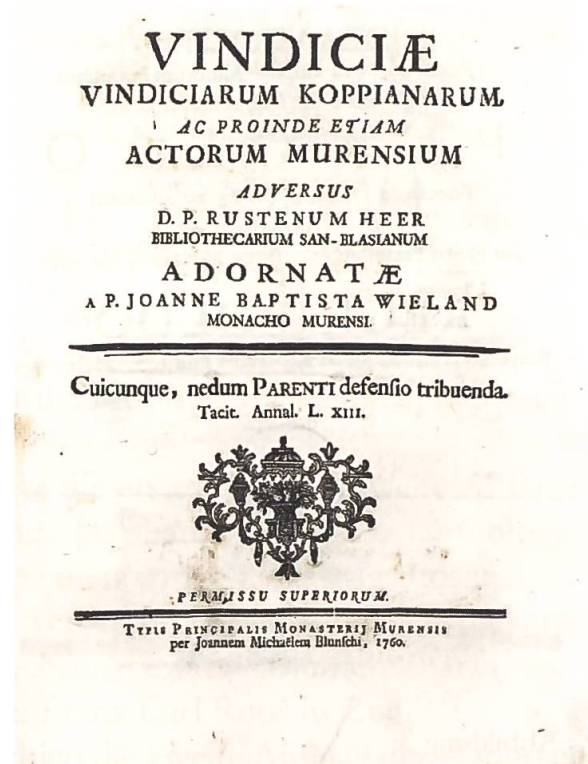 VINDICIÆ
VINDICIARUM KOPPIANARUM,
AC PROINDE ETIAM
ACTORUM MURENSIUM
ADVERSUS
D. P. RUSTENUM HEER
BIBLIOTHECARIUM SAN-BLASIANUM
ADORNATÆ
A P. JOANNE BAPTISTA WIELAND
MONACHO MURENSI.
Cuicunque, nedum PARENTI defensio tribuenda.
Tacit. Annal. L. XIII.
PERMISSU SUPERIORUM.
TYPIS PRINCIPALIS MONASTERIJ MURENSIS
per Joannem Michaëlem Blunschi, 1760.